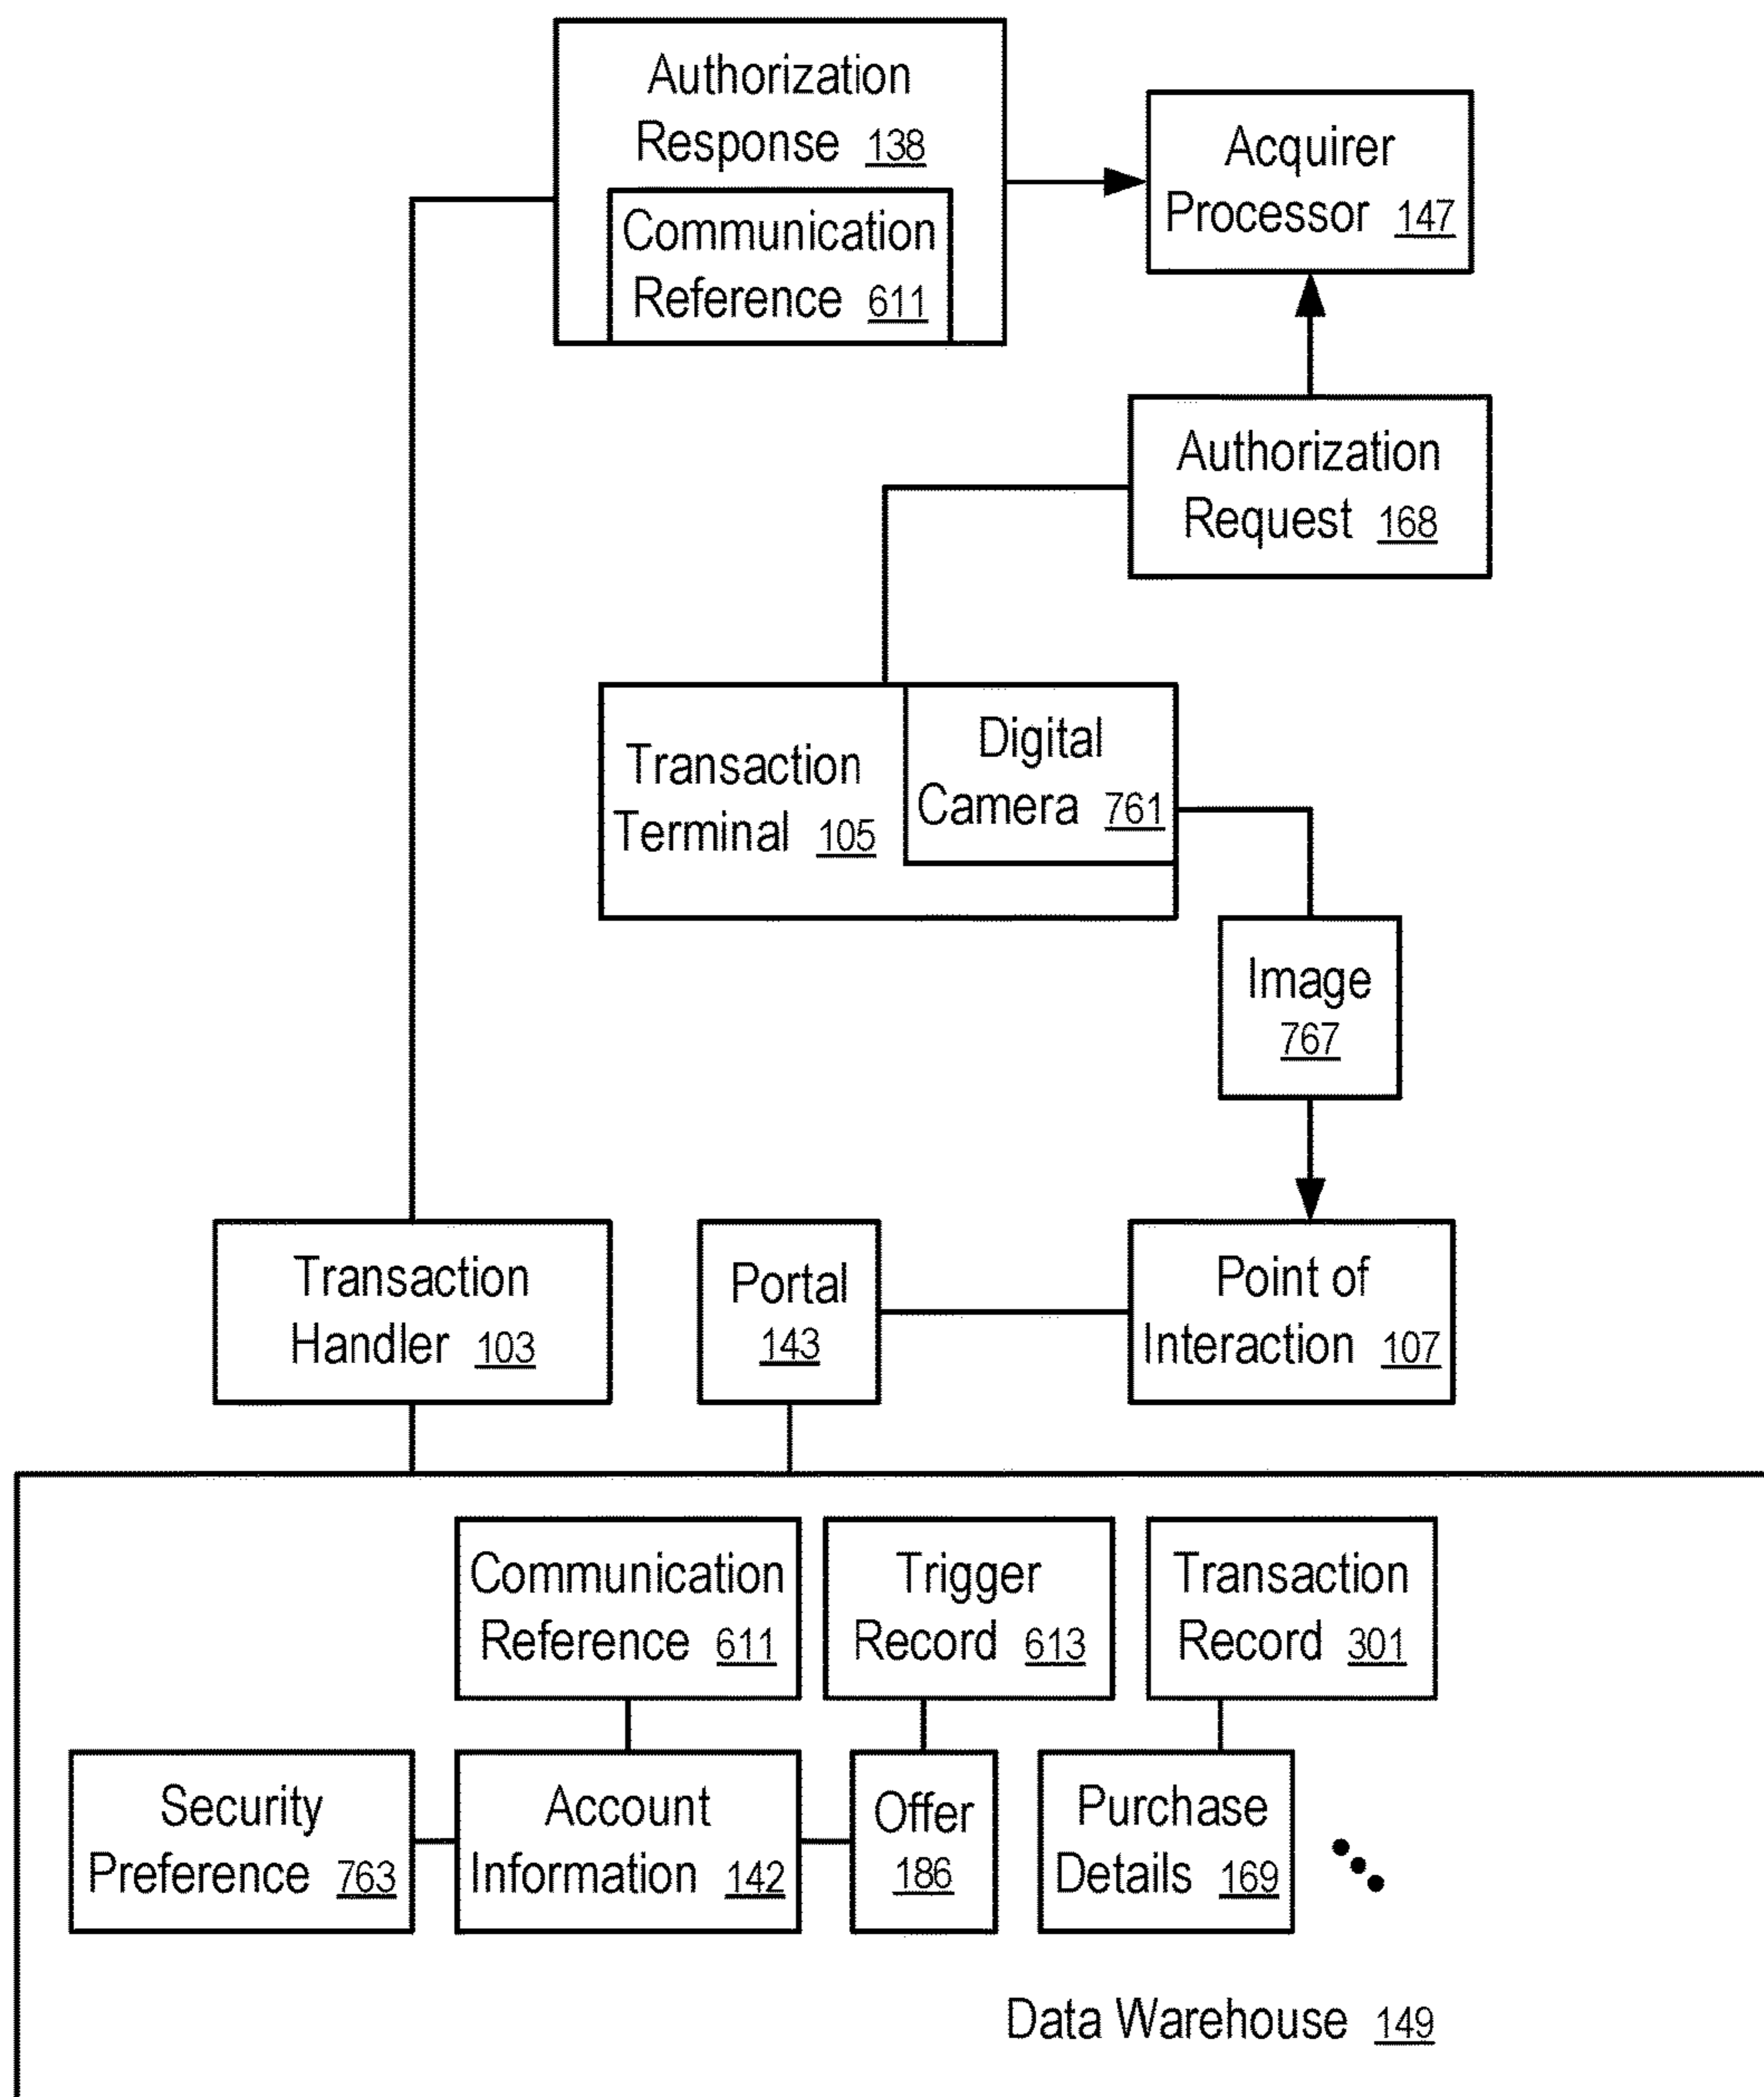 Authorization
Response 138
Communication
Reference 611
Acquirer
Processor 147
Authorization
Request 168
Transaction
Terminal 105
Digital
Camera 761
Image
767
Transaction
Handler 103
Portal
143
Point of
Interaction 107
Communication
Reference 611
Trigger
Record 613
Transaction
Record 301
Security
Preference 763
Account
Information 142
Offer
186
Purchase
Details 169
Data Warehouse 149